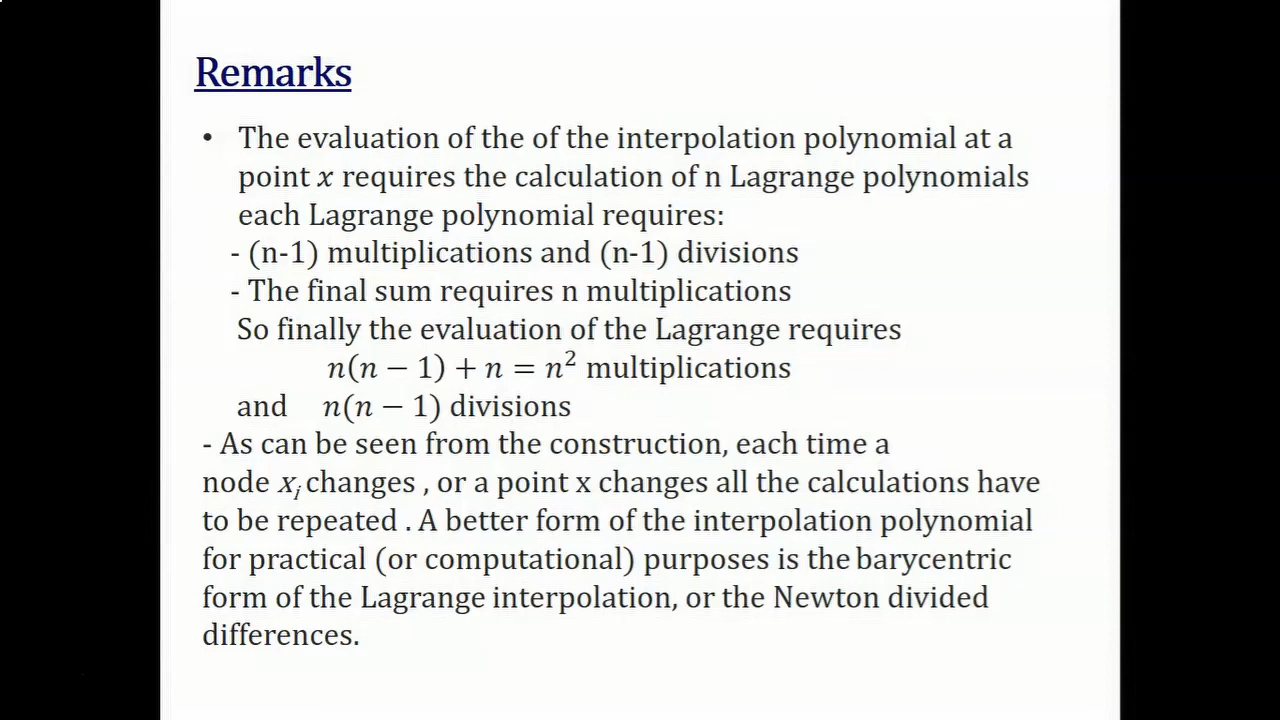 Remarks
• The evaluation of the of the interpolation polynomial at a
point x requires the calculation of n Lagrange polynomials
each Lagrange polynomial requires:
- (n-1) multiplications and (n-1) divisions
- The final sum requires n multiplications
So finally the evaluation of the Lagrange requires
n(n − 1) + n = n² multiplications
and n(n − 1) divisions
- As can be seen from the construction, each time a
node xᵢ changes , or a point x changes all the calculations have
to be repeated . A better form of the interpolation polynomial
for practical (or computational) purposes is the barycentric
form of the Lagrange interpolation, or the Newton divided
differences.